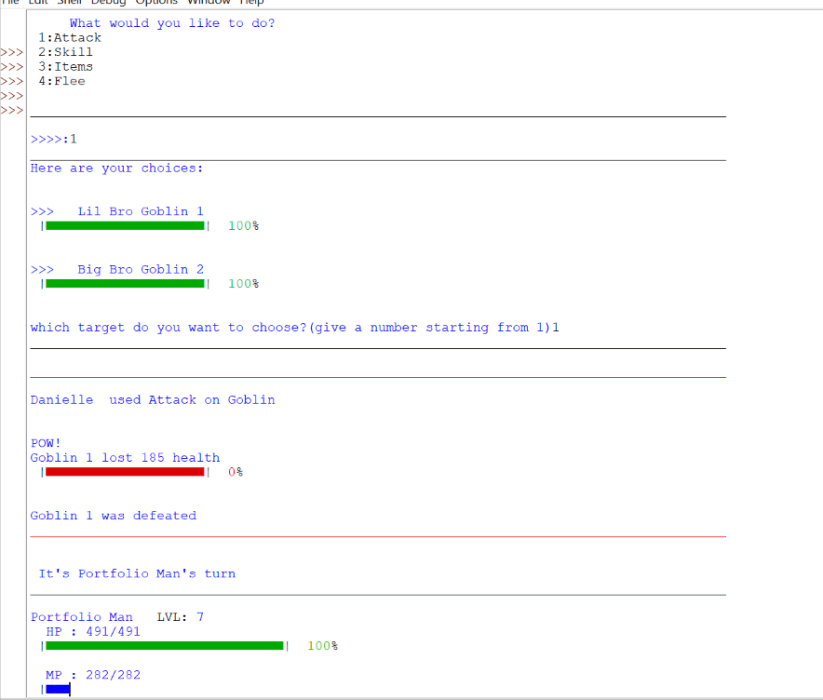 File Edit Shell Debug Options Window Help
What would you like to do?
1:Attack
>>> 2:Skill
>>> 3:Items
>>> 4:Flee
>>>
>>>
>>>>:1
Here are your choices:
>>> Lil Bro Goblin 1
| | 100%
>>> Big Bro Goblin 2
| | 100%
which target do you want to choose?(give a number starting from 1)1
Danielle used Attack on Goblin
POW!
Goblin 1 lost 185 health
| | 0%
Goblin 1 was defeated
It's Portfolio Man's turn
Portfolio Man LVL: 7
HP : 491/491
| | 100%
MP : 282/282
|